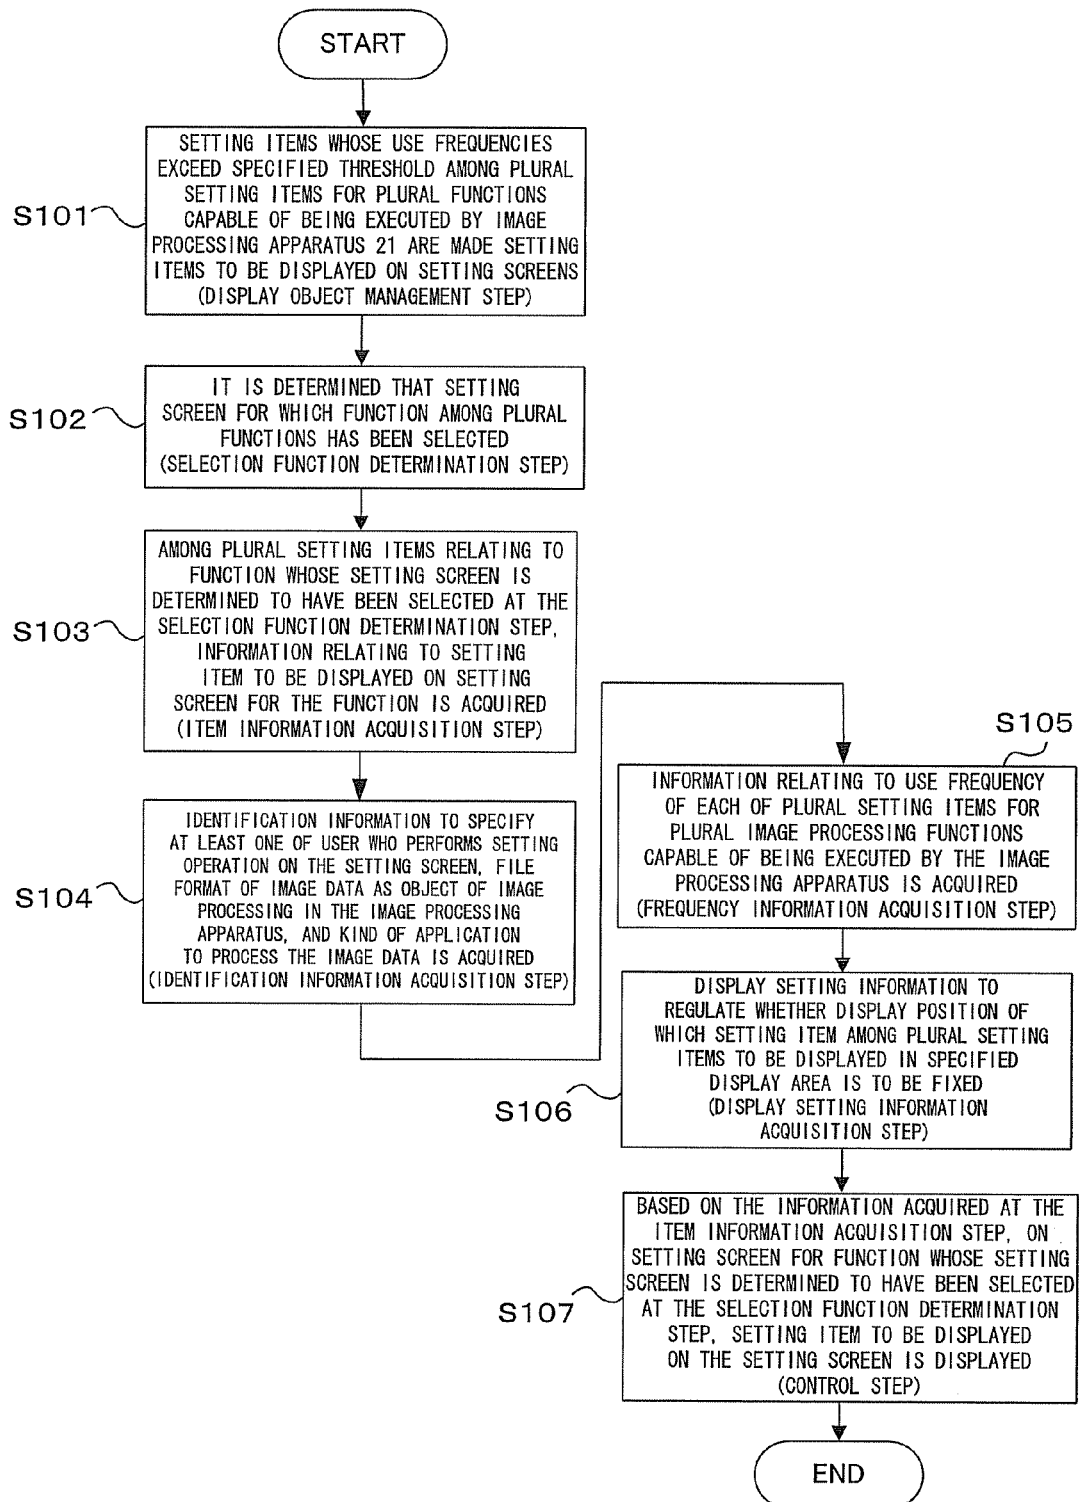 START
S101
SETTING ITEMS WHOSE USE FREQUENCIES
EXCEED SPECIFIED THRESHOLD AMONG PLURAL
SETTING ITEMS FOR PLURAL FUNCTIONS
CAPABLE OF BEING EXECUTED BY IMAGE
PROCESSING APPARATUS 21 ARE MADE SETTING
ITEMS TO BE DISPLAYED ON SETTING SCREENS
(DISPLAY OBJECT MANAGEMENT STEP)
S102
IT IS DETERMINED THAT SETTING
SCREEN FOR WHICH FUNCTION AMONG PLURAL
FUNCTIONS HAS BEEN SELECTED
(SELECTION FUNCTION DETERMINATION STEP)
S103
AMONG PLURAL SETTING ITEMS RELATING TO
FUNCTION WHOSE SETTING SCREEN IS
DETERMINED TO HAVE BEEN SELECTED AT THE
SELECTION FUNCTION DETERMINATION STEP,
INFORMATION RELATING TO SETTING
ITEM TO BE DISPLAYED ON SETTING
SCREEN FOR THE FUNCTION IS ACQUIRED
(ITEM INFORMATION ACQUISITION STEP)
S104
IDENTIFICATION INFORMATION TO SPECIFY
AT LEAST ONE OF USER WHO PERFORMS SETTING
OPERATION ON THE SETTING SCREEN, FILE
FORMAT OF IMAGE DATA AS OBJECT OF IMAGE
PROCESSING IN THE IMAGE PROCESSING
APPARATUS, AND KIND OF APPLICATION
TO PROCESS THE IMAGE DATA IS ACQUIRED
(IDENTIFICATION INFORMATION ACQUISITION STEP)
S105
INFORMATION RELATING TO USE FREQUENCY
OF EACH OF PLURAL SETTING ITEMS FOR
PLURAL IMAGE PROCESSING FUNCTIONS
CAPABLE OF BEING EXECUTED BY THE IMAGE
PROCESSING APPARATUS IS ACQUIRED
(FREQUENCY INFORMATION ACQUISITION STEP)
S106
DISPLAY SETTING INFORMATION TO
REGULATE WHETHER DISPLAY POSITION OF
WHICH SETTING ITEM AMONG PLURAL SETTING
ITEMS TO BE DISPLAYED IN SPECIFIED
DISPLAY AREA IS TO BE FIXED
(DISPLAY SETTING INFORMATION
ACQUISITION STEP)
S107
BASED ON THE INFORMATION ACQUIRED AT THE
ITEM INFORMATION ACQUISITION STEP, ON
SETTING SCREEN FOR FUNCTION WHOSE SETTING
SCREEN IS DETERMINED TO HAVE BEEN SELECTED
AT THE SELECTION FUNCTION DETERMINATION
STEP, SETTING ITEM TO BE DISPLAYED
ON THE SETTING SCREEN IS DISPLAYED
(CONTROL STEP)
END